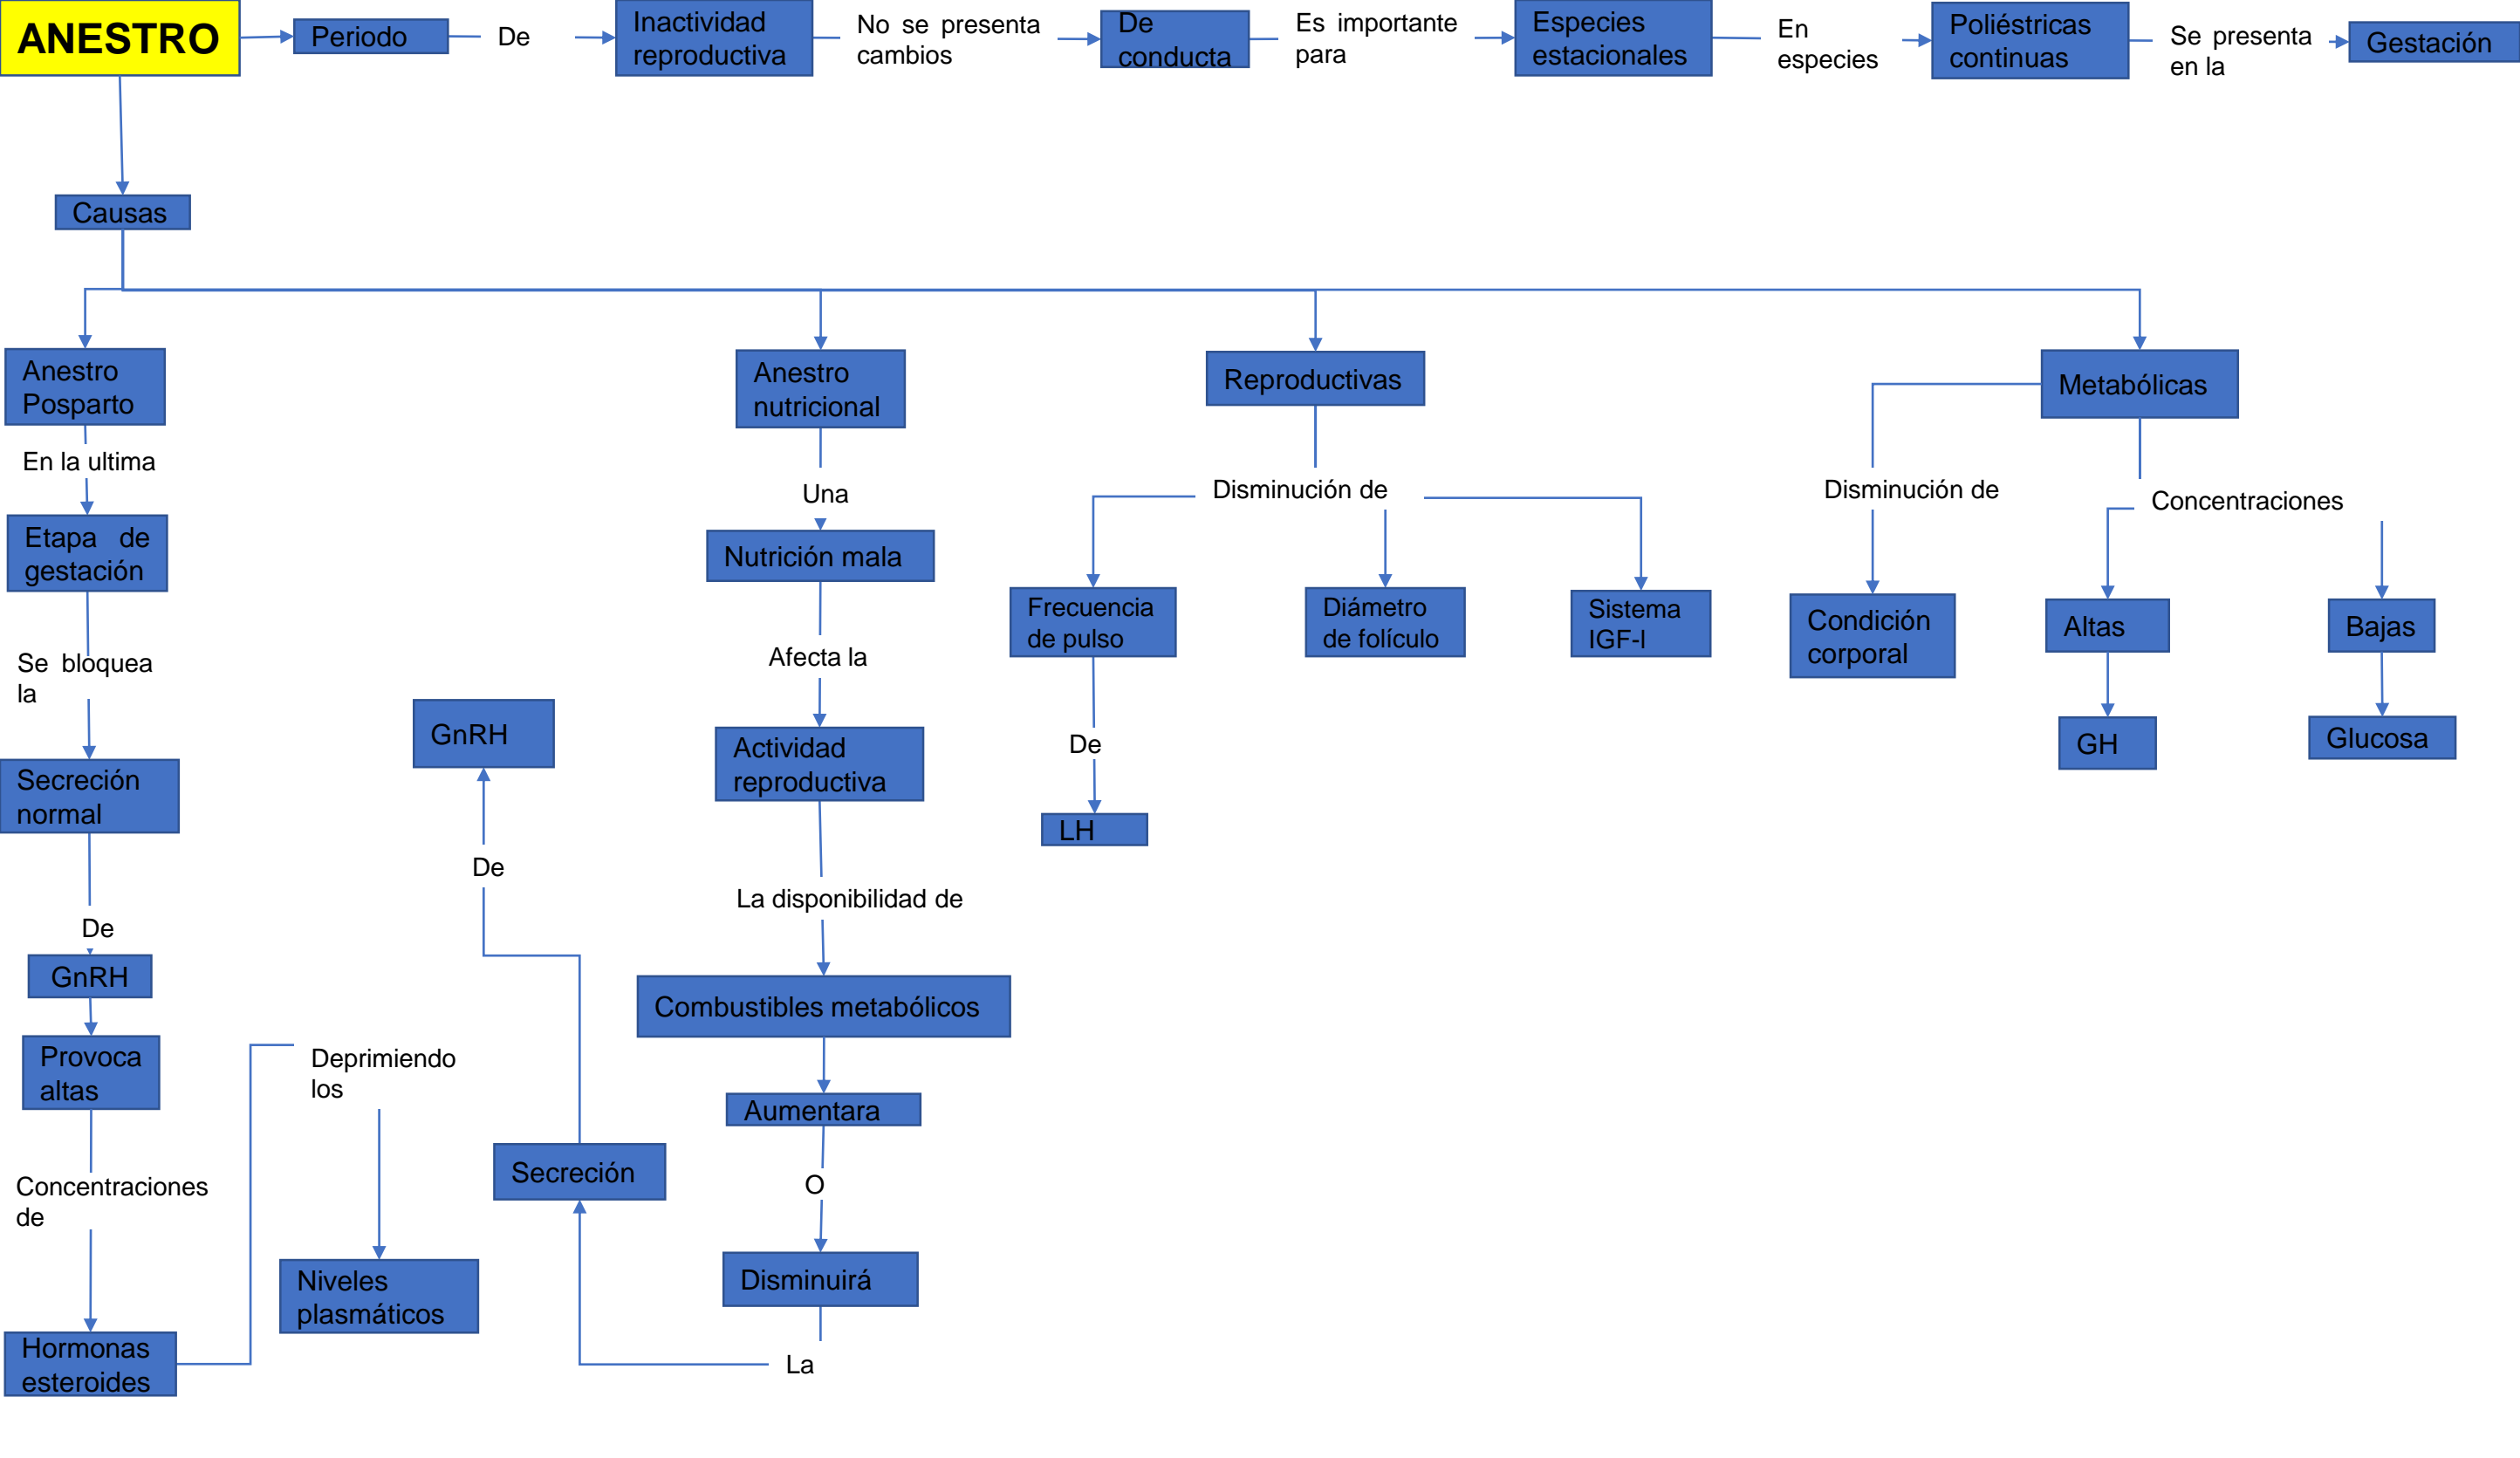 ANESTRO
Periodo
De
Inactividad
reproductiva
No se presenta
cambios
De
conducta
Es importante
para
Especies
estacionales
En
especies
Poliéstricas
continuas
Se presenta
en la
Gestación
Causas
Anestro
Posparto
En la ultima
Etapa de
gestación
Se bloquea
la
Secreción
normal
De
GnRH
Provoca
altas
Concentraciones
de
Hormonas
esteroides
Deprimiendo
los
Niveles
plasmáticos
Anestro
nutricional
Una
Nutrición mala
Afecta la
Actividad
reproductiva
La disponibilidad de
Combustibles metabólicos
Aumentara
O
Disminuirá
La
Secreción
De
GnRH
Reproductivas
Disminución de
Frecuencia
de pulso
De
LH
Diámetro
de folículo
Sistema
IGF-I
Metabólicas
Disminución de
Condición
corporal
Concentraciones
Altas
GH
Bajas
Glucosa